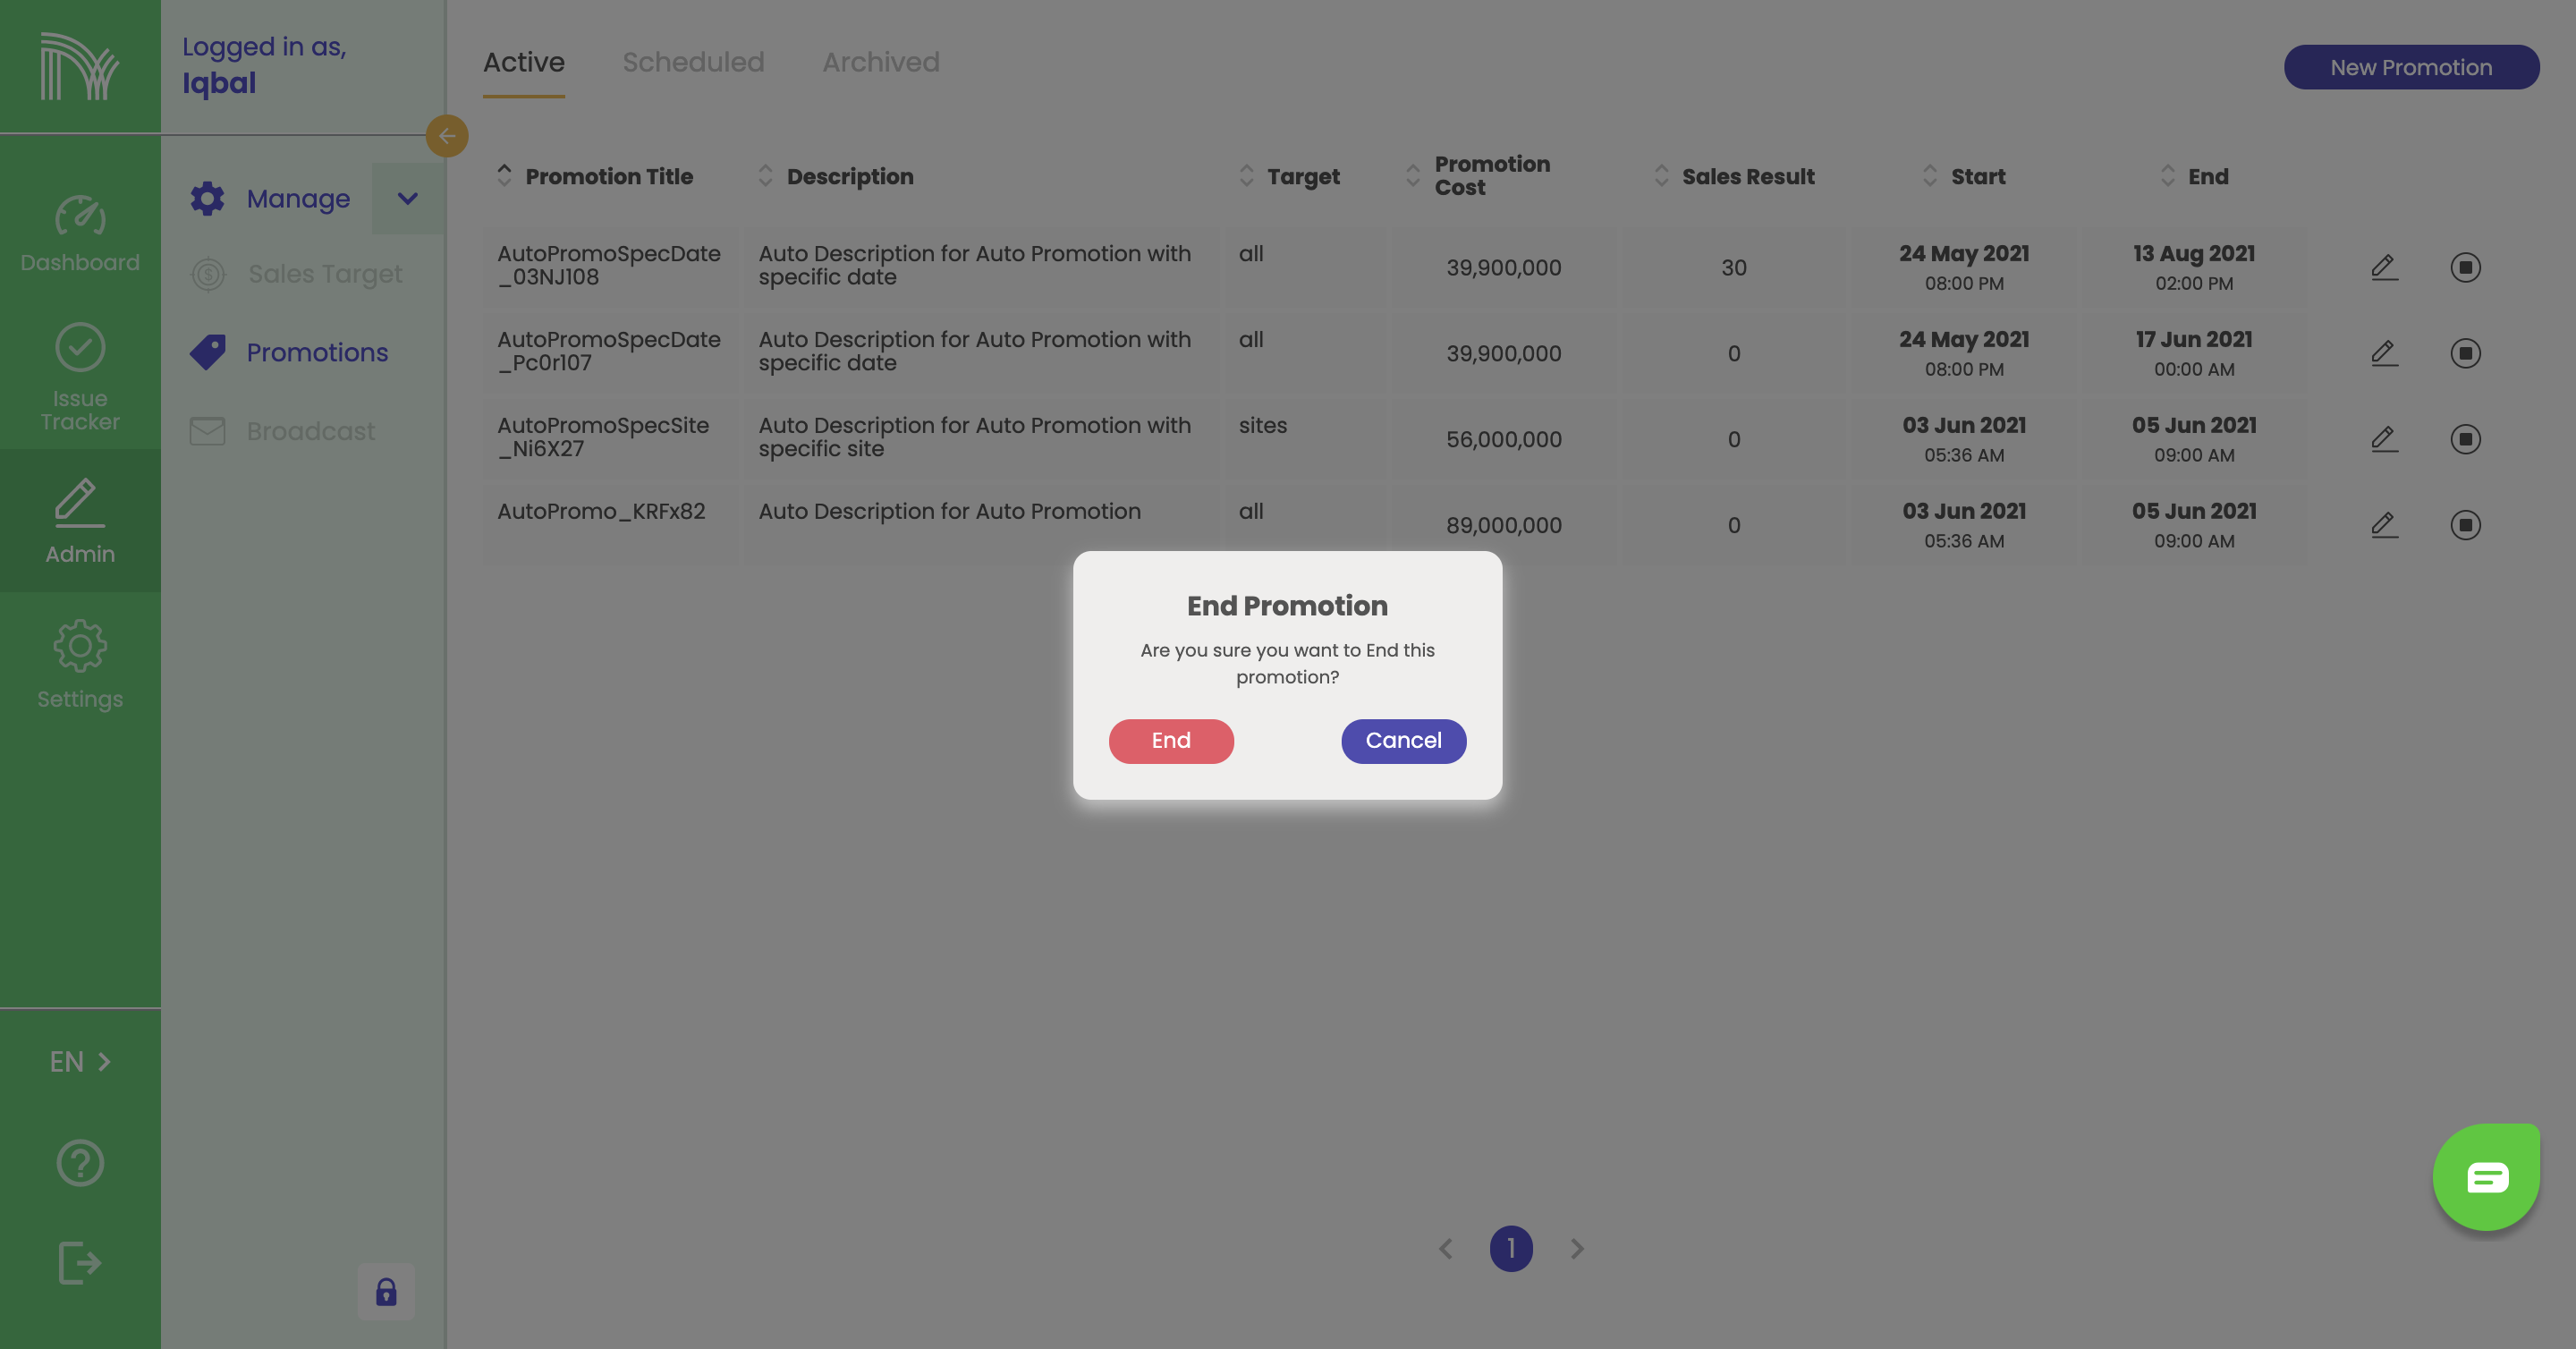 Logged in as,
Iqbal
Dashboard
Issue
Tracker
Admin
Settings
EN
Manage
Sales Target
Promotions
Broadcast
Active Scheduled Archived
New Promotion
Promotion Title Description Target Promotion Cost Sales Result Start End
AutoPromoSpecDate Auto Description for Auto Promotion with all 39,900,000 30 24 May 2021 13 Aug 2021
_03NJ108 specific date 08:00 PM 02:00 PM
AutoPromoSpecDate Auto Description for Auto Promotion with all 39,900,000 0 24 May 2021 17 Jun 2021
_Pc0r107 specific date 08:00 PM 00:00 AM
AutoPromoSpecSite Auto Description for Auto Promotion with sites 56,000,000 0 03 Jun 2021 05 Jun 2021
_Ni6X27 specific site 05:36 AM 09:00 AM
AutoPromo_KRFx82 Auto Description for Auto Promotion all 89,000,000 0 03 Jun 2021 05 Jun 2021
05:36 AM 09:00 AM
End Promotion
Are you sure you want to End this
promotion?
End Cancel
1